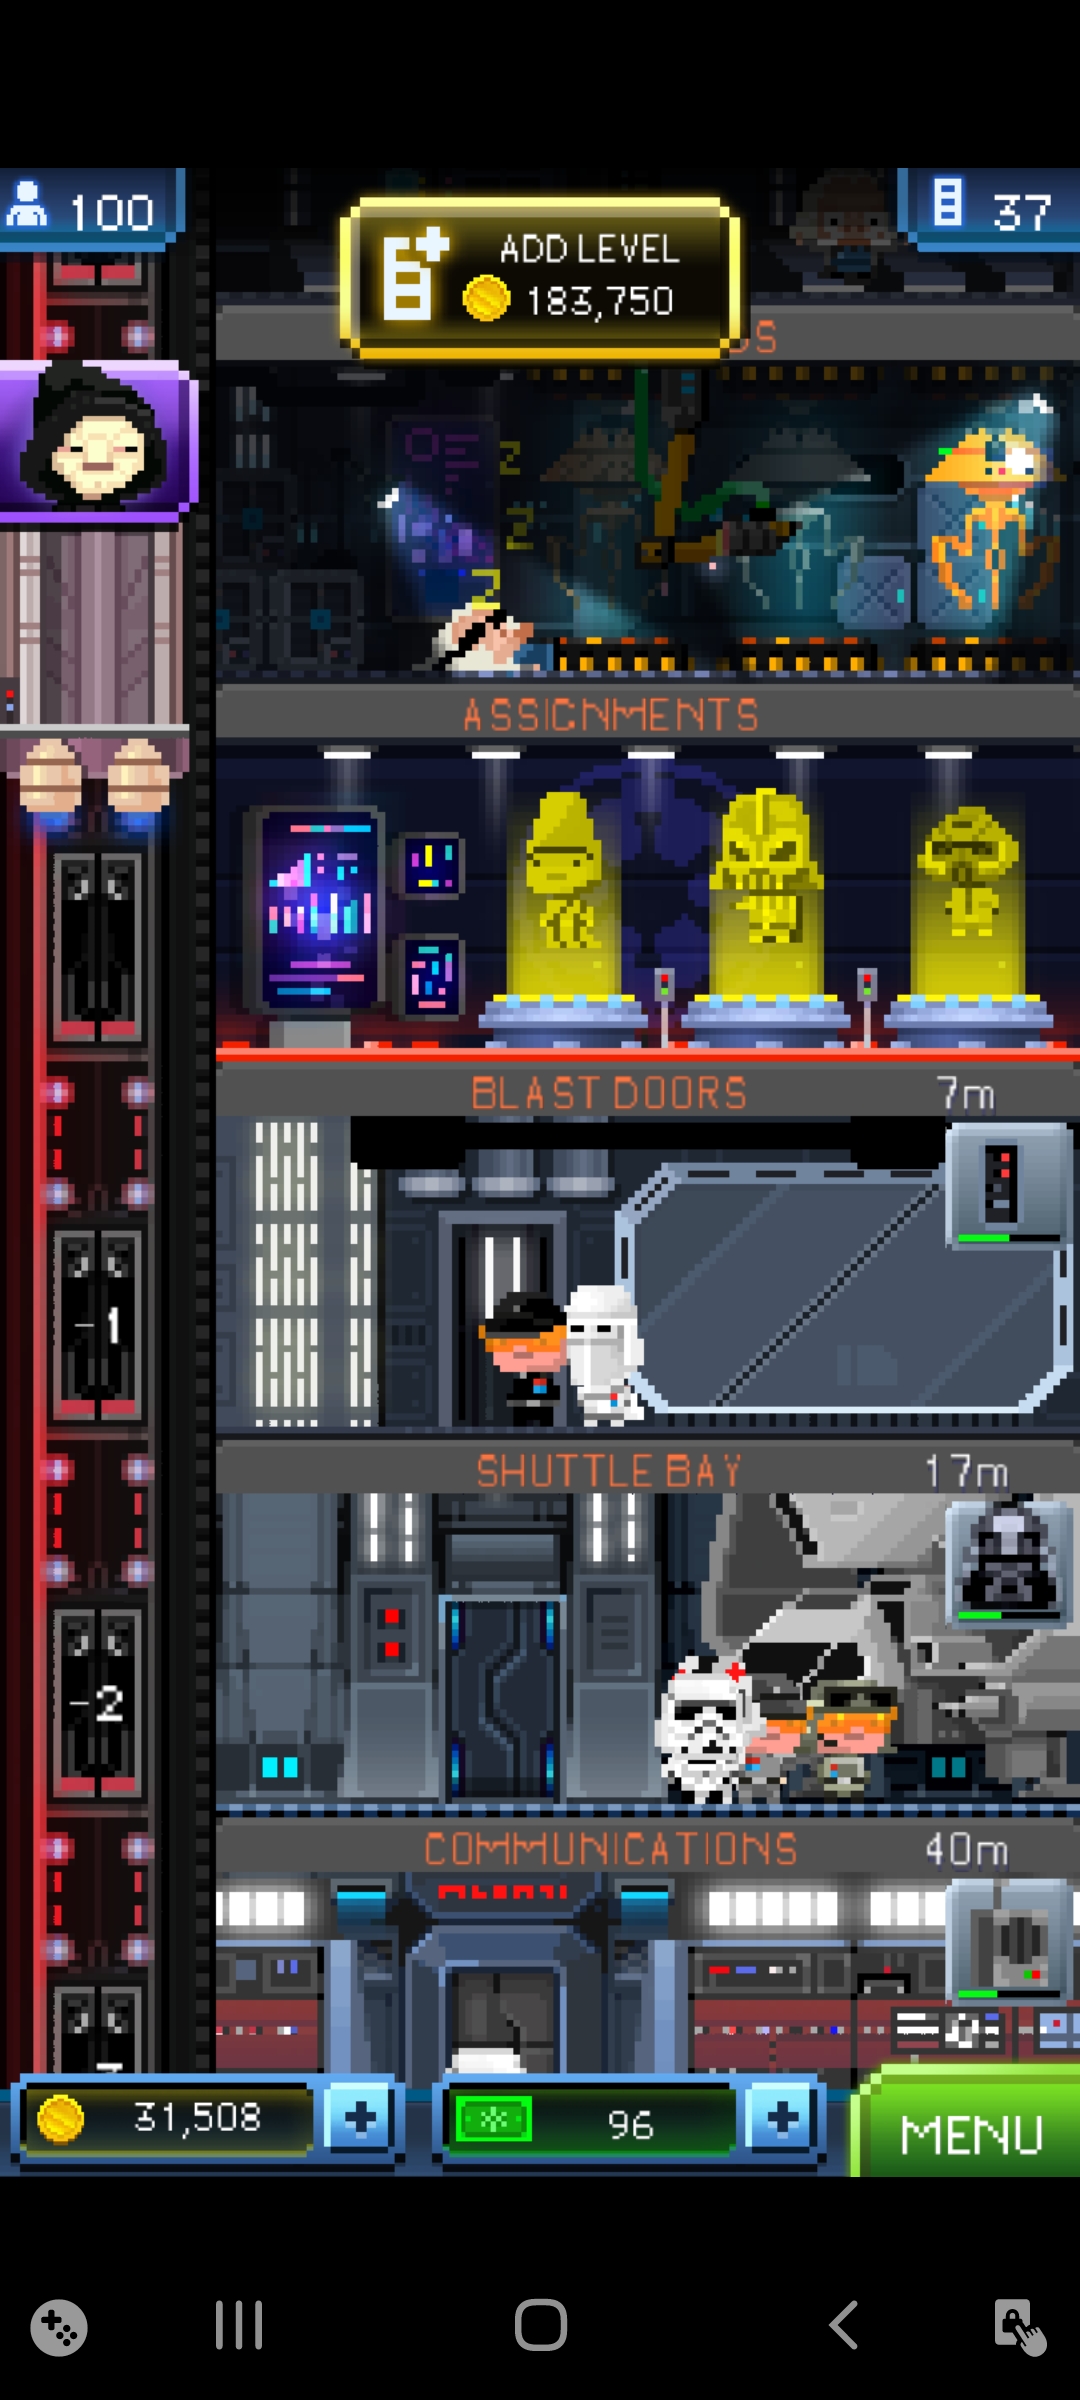 100
37
ADD LEVEL
183,750
Z
Z
Z
ASSIGNMENTS
BLAST DOORS 7m
-1
SHUTTLE BAY 17m
-2
COMMUNICATIONS 40m
31,508
96
MENU